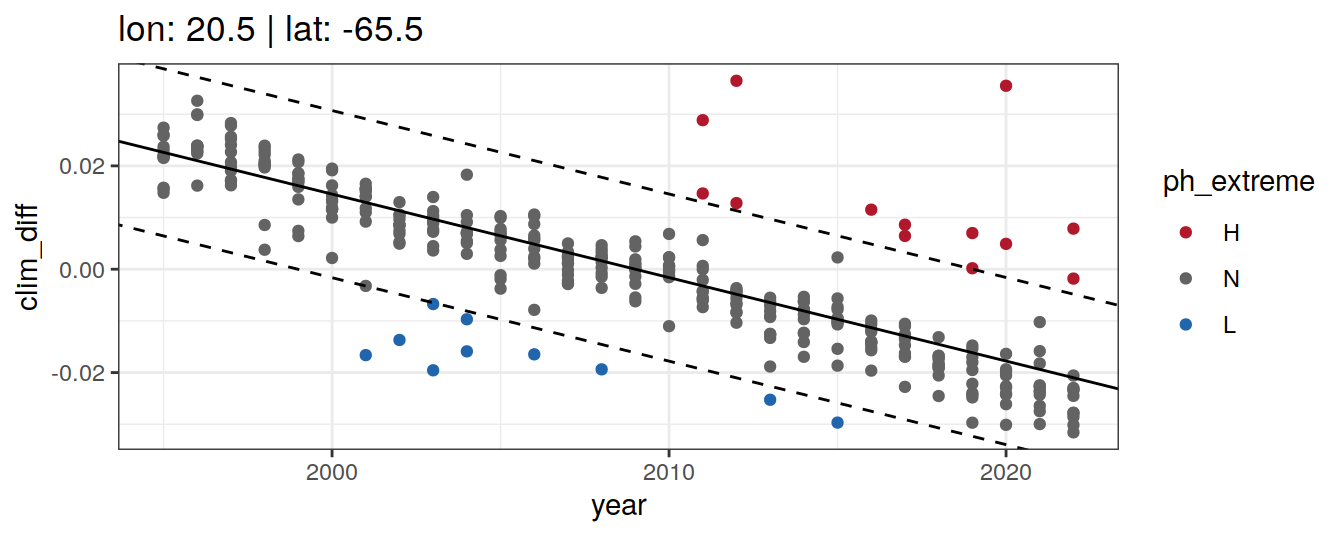 lon: 20.5 | lat: -65.5
clim_diff
0.02
0.00
-0.02
2000
2010
2020
year
ph_extreme
H
N
L